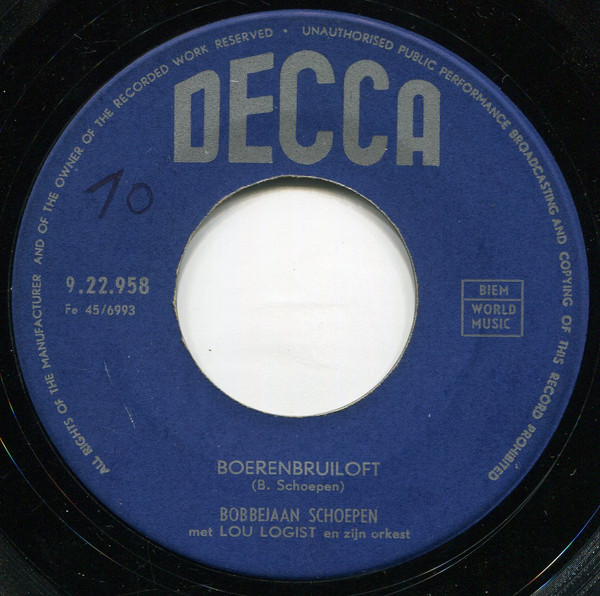 ALL RIGHTS OF THE MANUFACTURER AND OF THE OWNER OF THE RECORDED WORK RESERVED • UNAUTHORISED PUBLIC PERFORMANCE BROADCASTING AND COPYING OF THIS RECORD PROHIBITED
DECCA
10
9.22.958
Fe 45/6993
BIEM
WORLD
MUSIC
BOERENBRUILOFT
(B. Schoepen)
BOBBEJAAN SCHOEPEN
met LOU LOGIST en zijn orkest